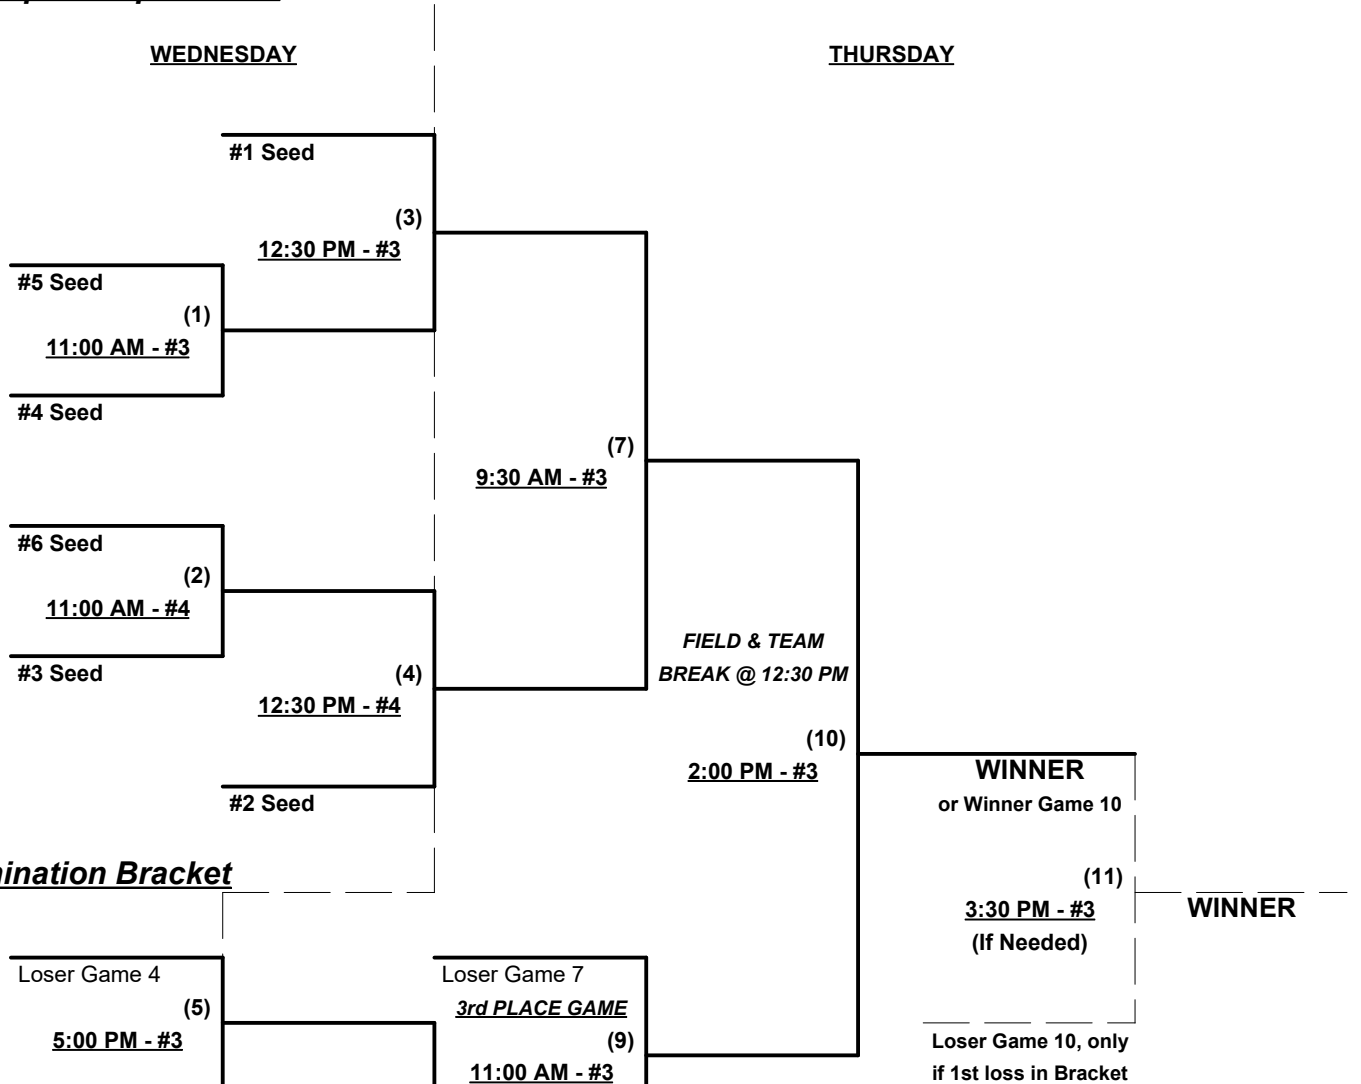 WEDNESDAY
THURSDAY
#1 Seed
(3)
12:30 PM - #3
#5 Seed
(1)
11:00 AM - #3
#4 Seed
(7)
9:30 AM - #3
#6 Seed
(2)
11:00 AM - #4
#3 Seed
(4)
12:30 PM - #4
#2 Seed
FIELD & TEAM
BREAK @ 12:30 PM
(10)
2:00 PM - #3
WINNER
or Winner Game 10
Bracket
(11)
3:30 PM - #3
(If Needed)
WINNER
Loser Game 4
(5)
5:00 PM - #3
Loser Game 7
3rd PLACE GAME
(9)
11:00 AM - #3
Loser Game 10, only
if 1st loss in Bracket